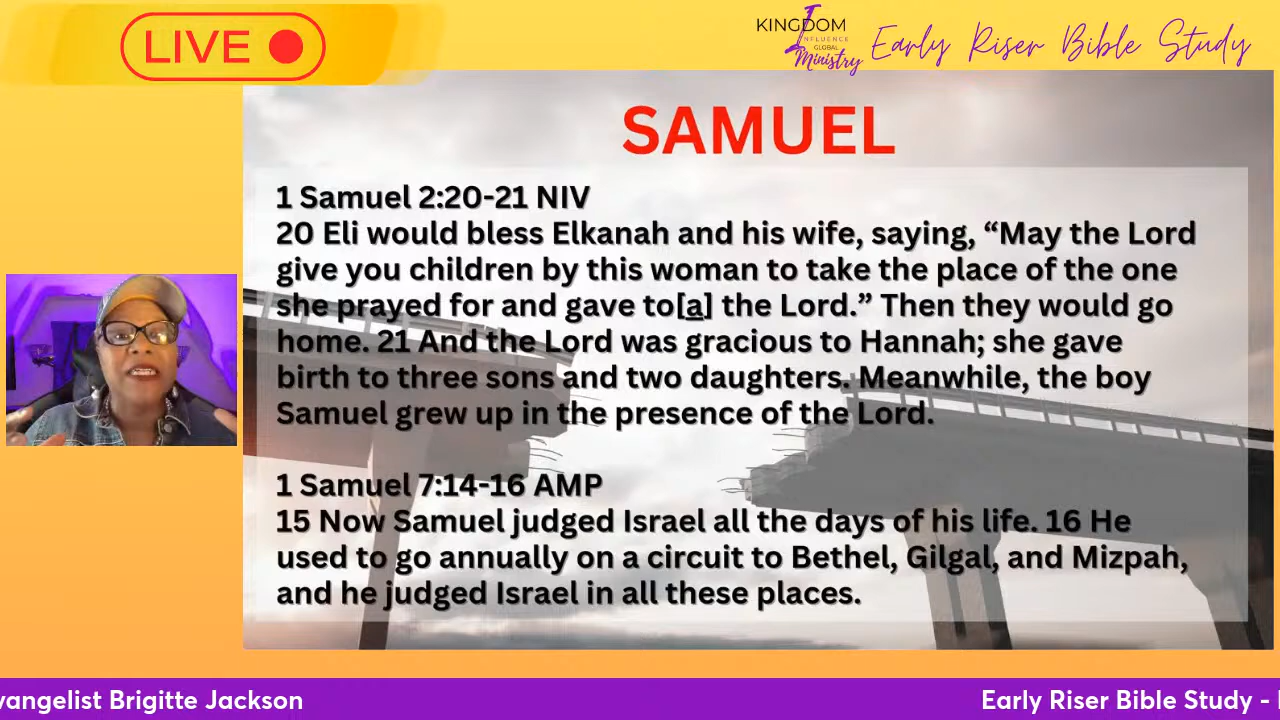 LIVE
KINGDOM
INFLUENCE
GLOBAL
Ministry
Early Riser Bible Study
SAMUEL
1 Samuel 2:20-21 NIV
20 Eli would bless Elkanah and his wife, saying, “May the Lord
give you children by this woman to take the place of the one
she prayed for and gave to[a] the Lord.” Then they would go
home. 21 And the Lord was gracious to Hannah; she gave
birth to three sons and two daughters. Meanwhile, the boy
Samuel grew up in the presence of the Lord.
1 Samuel 7:14-16 AMP
15 Now Samuel judged Israel all the days of his life. 16 He
used to go annually on a circuit to Bethel, Gilgal, and Mizpah,
and he judged Israel in all these places.
vangelist Brigitte Jackson
Early Riser Bible Study -